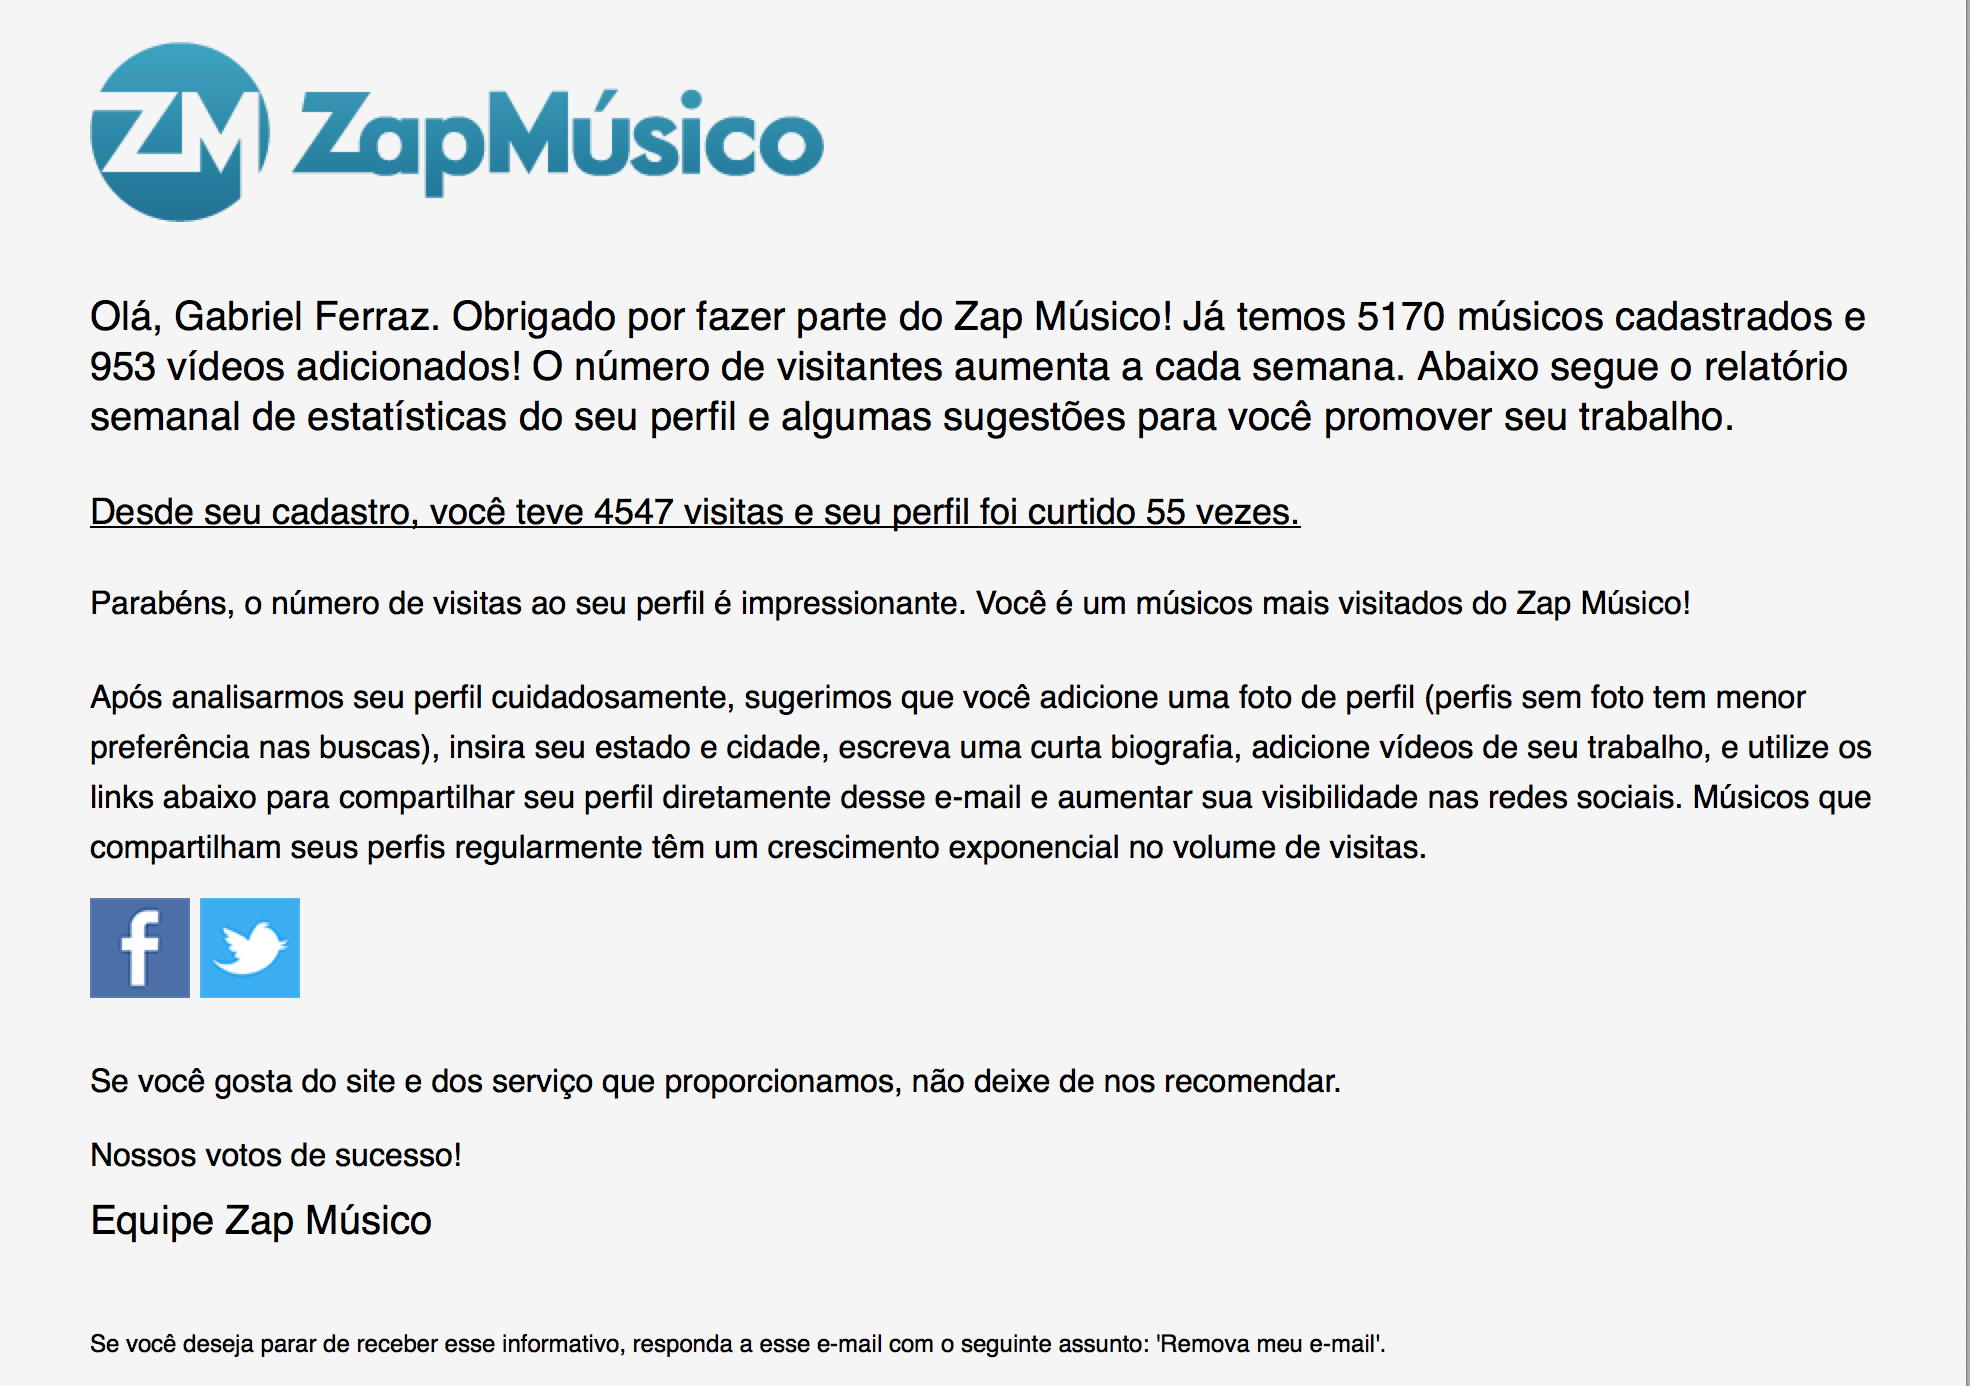 ZM ZapMúsico
Olá, Gabriel Ferraz. Obrigado por fazer parte do Zap Músico! Já temos 5170 músicos cadastrados e
953 vídeos adicionados! O número de visitantes aumenta a cada semana. Abaixo segue o relatório
semanal de estatísticas do seu perfil e algumas sugestões para você promover seu trabalho.
Desde seu cadastro, você teve 4547 visitas e seu perfil foi curtido 55 vezes.
Parabéns, o número de visitas ao seu perfil é impressionante. Você é um músicos mais visitados do Zap Músico!
Após analisarmos seu perfil cuidadosamente, sugerimos que você adicione uma foto de perfil (perfis sem foto tem menor
preferência nas buscas), insira seu estado e cidade, escreva uma curta biografia, adicione vídeos de seu trabalho, e utilize os
links abaixo para compartilhar seu perfil diretamente desse e-mail e aumentar sua visibilidade nas redes sociais. Músicos que
compartilham seus perfis regularmente têm um crescimento exponencial no volume de visitas.
f
Se você gosta do site e dos serviço que proporcionamos, não deixe de nos recomendar.
Nossos votos de sucesso!
Equipe Zap Músico
Se você deseja parar de receber esse informativo, responda a esse e-mail com o seguinte assunto: 'Remova meu e-mail'.